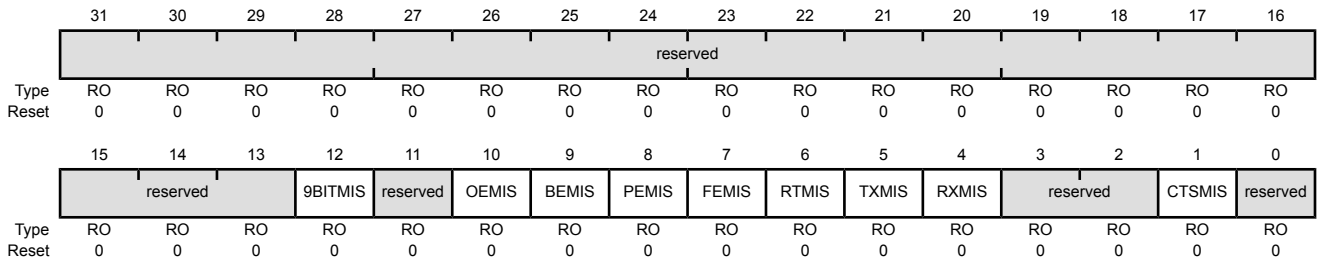 31 30 29 28 27 26 25 24 23 22 21 20 19 18 17 16
reserved
Type RO RO RO RO RO RO RO RO RO RO RO RO RO RO RO RO
Reset 0 0 0 0 0 0 0 0 0 0 0 0 0 0 0 0
15 14 13 12 11 10 9 8 7 6 5 4 3 2 1 0
reserved 9BITMIS reserved OEMIS BEMIS PEMIS FEMIS RTMIS TXMIS RXMIS reserved CTSMIS reserved
Type RO RO RO RO RO RO RO RO RO RO RO RO RO RO RO RO
Reset 0 0 0 0 0 0 0 0 0 0 0 0 0 0 0 0